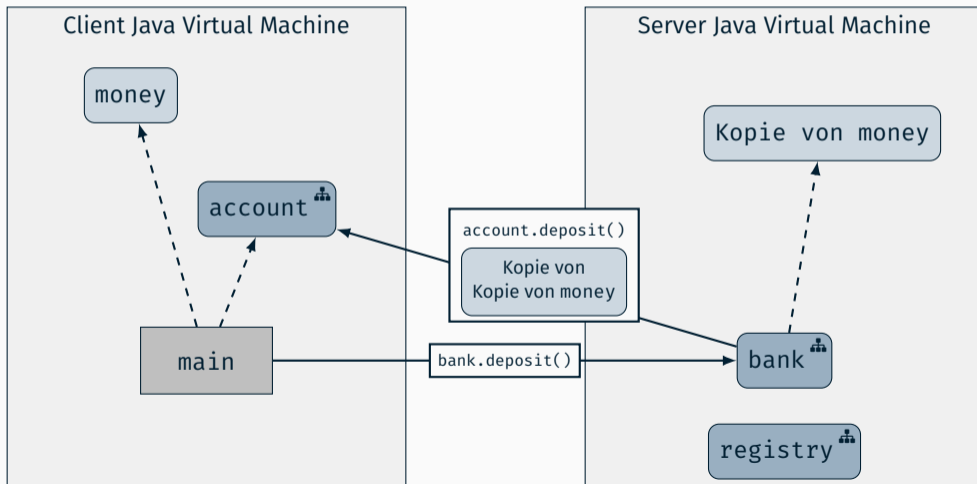 Client Java Virtual Machine
money
account
main
account.deposit()
Kopie von
Kopie von money
bank.deposit()
Server Java Virtual Machine
Kopie von money
bank
registry